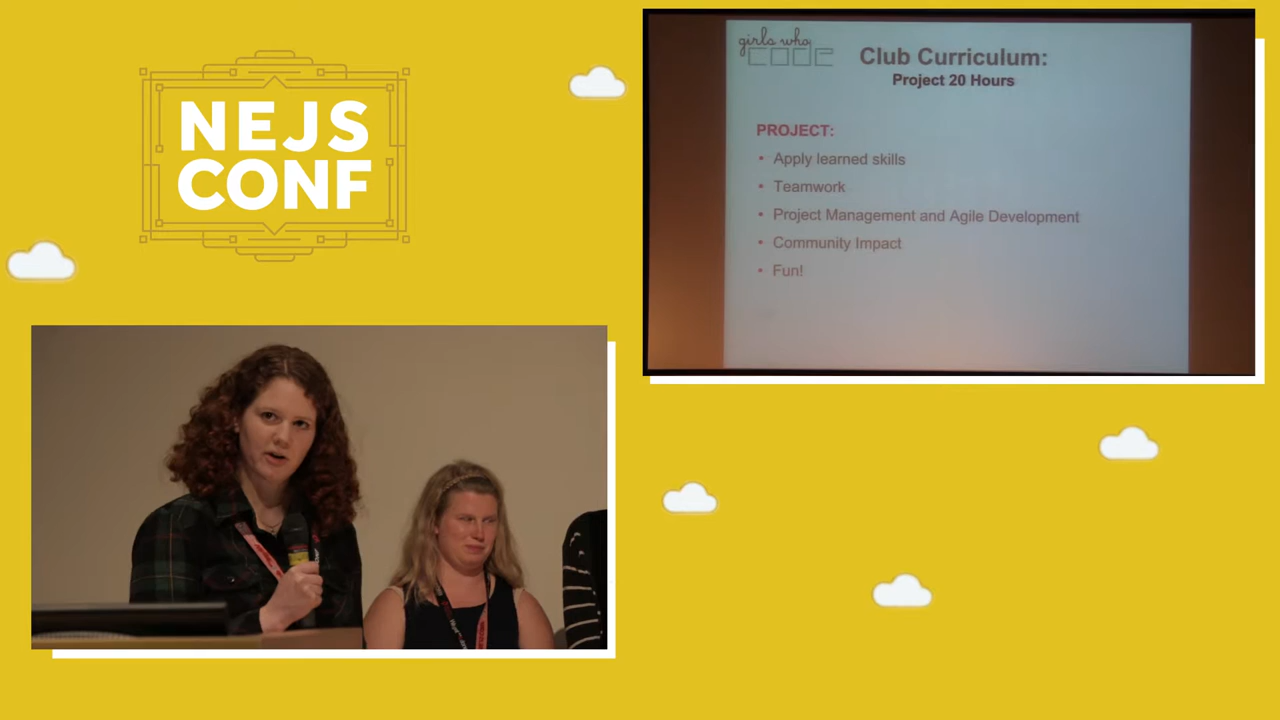 NEJS
CONF
girls who
CODE
Club Curriculum:
Project 20 Hours
PROJECT:
• Apply learned skills
• Teamwork
• Project Management and Agile Development
• Community Impact
• Fun!